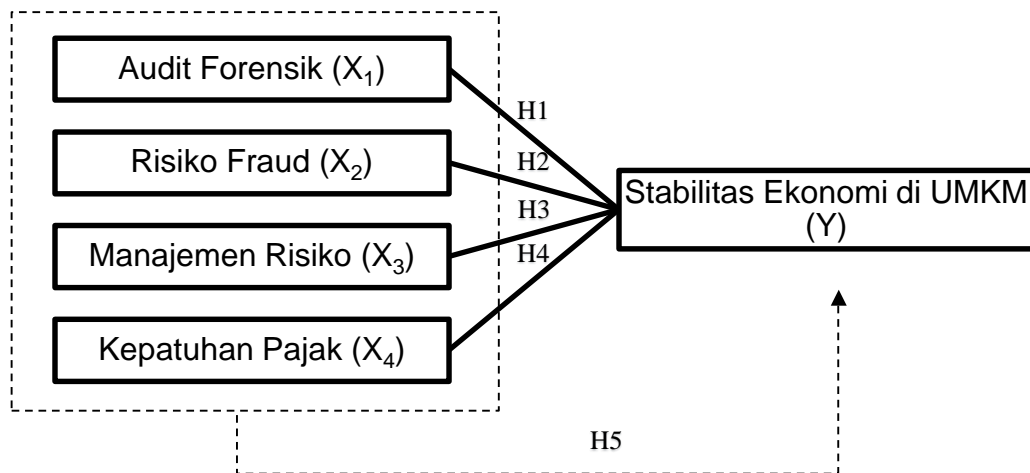 Audit Forensik (X₁)
H1
Risiko Fraud (X₂)
H2
Stabilitas Ekonomi di UMKM
(Y)
H3
Manajemen Risiko (X₃)
H4
Kepatuhan Pajak (X₄)
H5